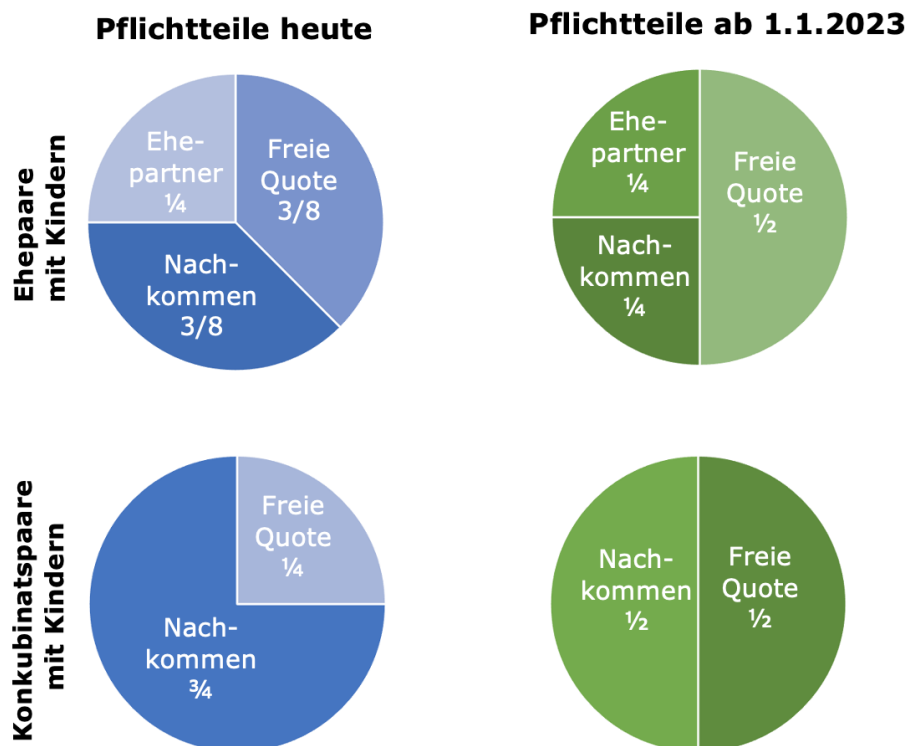 Pflichtteile heute
Pflichtteile ab 1.1.2023
Ehepaare
mit Kindern
Ehe-
partner
¼
Freie
Quote
3/8
Nach-
kommen
3/8
Ehe-
partner
¼
Freie
Quote
½
Nach-
kommen
¼
Konkubinatspaare
mit Kindern
Freie
Quote
¼
Nach-
kommen
¾
Nach-
kommen
½
Freie
Quote
½